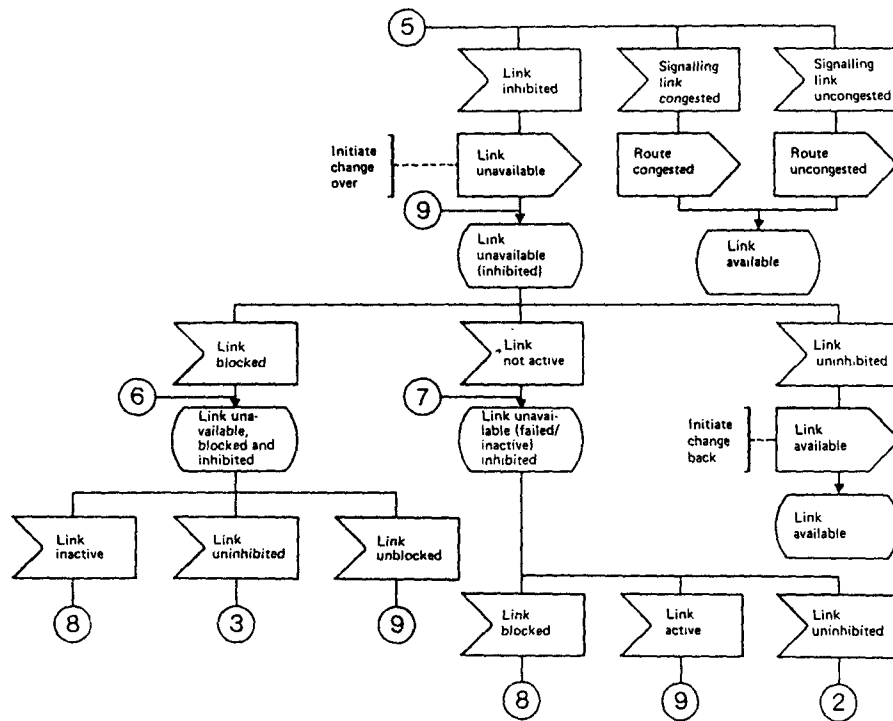 5
Link
inhibited
Signalling
link
congested
Signalling
link
uncongested
Initiate
change
over
Link
unavailable
Route
congested
Route
uncongested
9
Link
unavailable
(inhibited)
Link
available
Link
blocked
Link
not active
Link
uninhibited
6
7
Link una-
vailable,
blocked and
inhibited
Link unavai-
lable (failed/
inactive)
inhibited
Initiate
change
back
Link
available
Link
available
Link
inactive
Link
uninhibited
Link
unblocked
8
3
9
Link
blocked
Link
active
Link
uninhibited
8
9
2